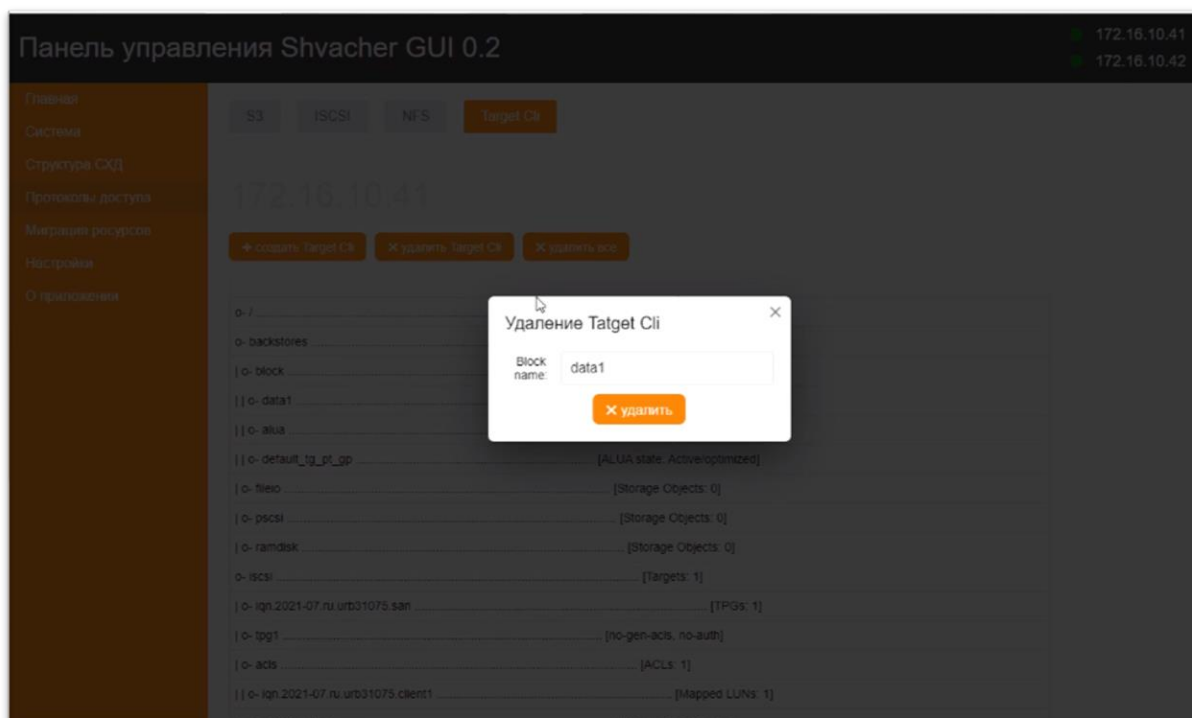 Панель управления Shvacher GUI 0.2
172.16.10.41
172.16.10.42
Главная
Система
Структура СХД
Протоколы доступа
Миграция ресурсов
Настройки
О приложении
S3
ISCSI
NFS
Target Cli
172.16.10.41
+ создать Target Cli
× удалить Target Cli
× удалить все
Удаление Tatget Cli
×
Block name:
data1
× удалить
o- /
o- backstores
| o- block
| | o- data1
| | o- alua
| | o- default_tg_pt_gp [ALUA state: Active/optimized]
| o- fileio [Storage Objects: 0]
| o- pscsi [Storage Objects: 0]
| o- ramdisk [Storage Objects: 0]
o- iscsi [Targets: 1]
| o- iqn.2021-07.ru.urb31075.san [TPGs: 1]
| o- tpg1 [no-gen-acls, no-auth]
| o- acls [ACLs: 1]
| | o- iqn.2021-07.ru.urb31075.client1 [Mapped LUNs: 1]